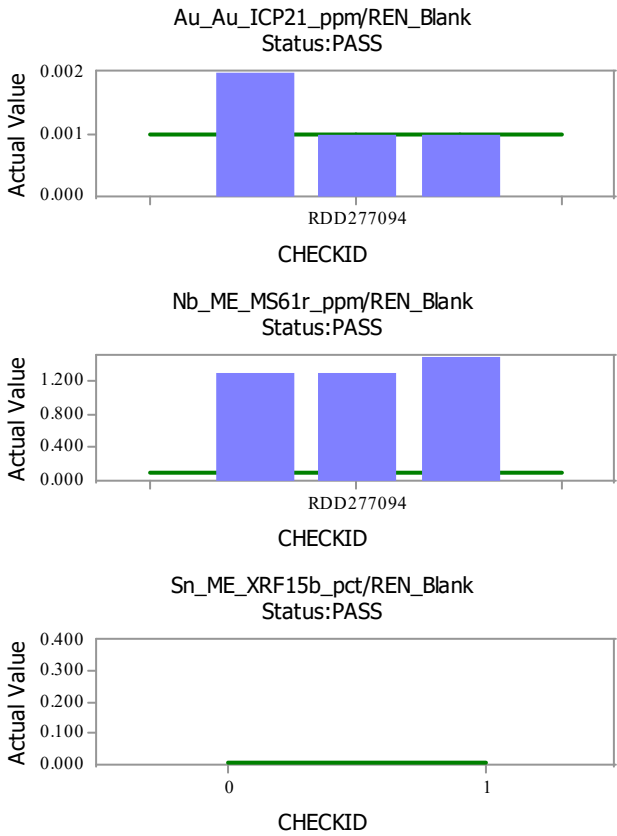 Au_Au_ICP21_ppm/REN_Blank
Status:PASS
Actual Value
0.002
0.001
0.000
RDD277094
CHECKID
Nb_ME_MS61r_ppm/REN_Blank
Status:PASS
Actual Value
1.200
0.800
0.400
0.000
RDD277094
CHECKID
Sn_ME_XRF15b_pct/REN_Blank
Status:PASS
Actual Value
0.400
0.300
0.200
0.100
0.000
0 1
CHECKID